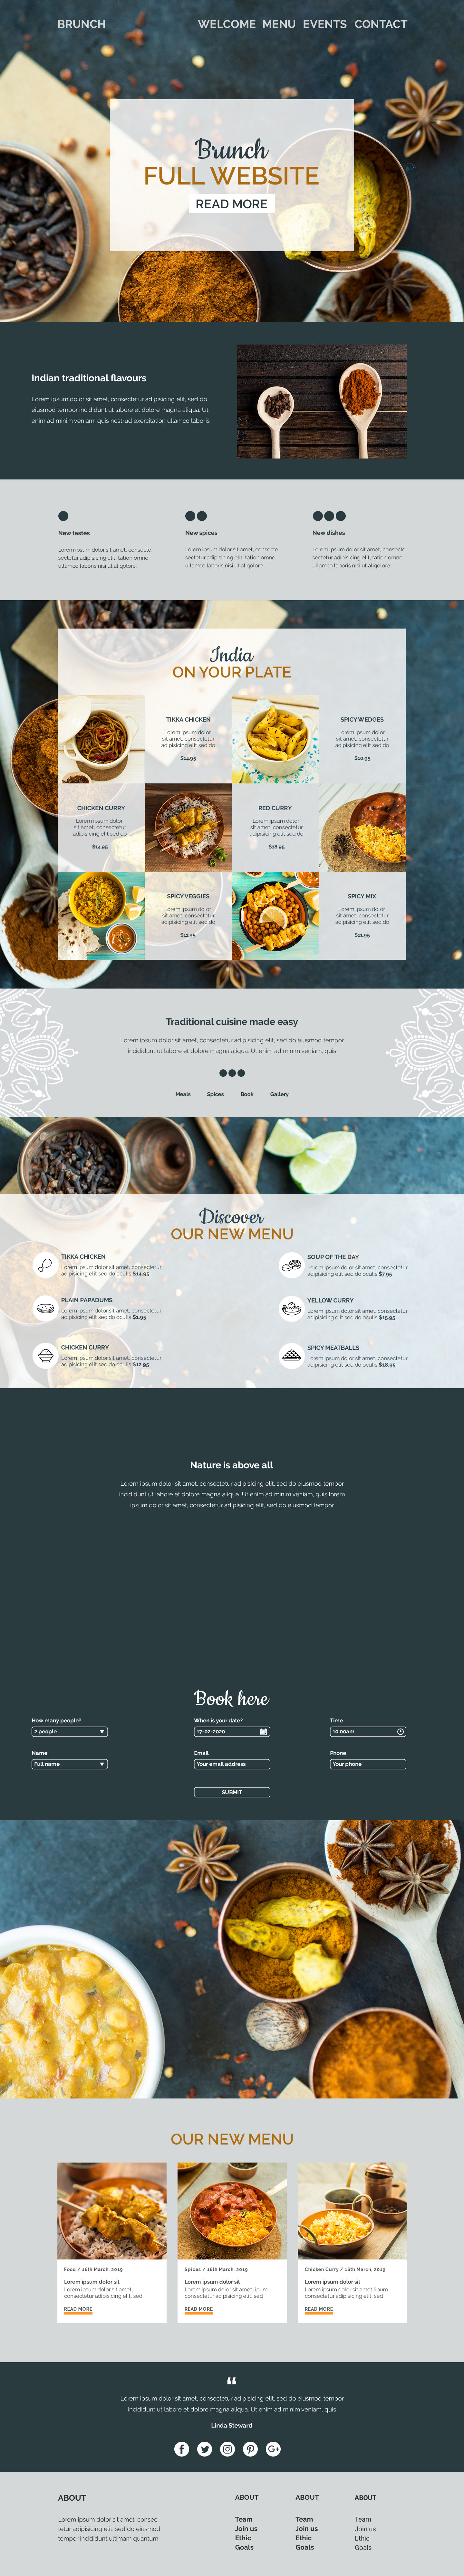 BRUNCH
WELCOME MENU EVENTS CONTACT
Brunch
FULL WEBSITE
READ MORE
Indian traditional flavours
Lorem ipsum dolor sit amet, consectetur adipisicing elit, sed do
eiusmod tempor incididunt ut labore et dolore magna aliqua. Ut
enim ad minim veniam, quis nostrud exercitation ullamco laboris
New tastes
Lorem ipsum dolor sit amet, consecte
sectetur adipisicing elit, tation omne
ullamco laboris nisi ut aliqolore.
New spices
Lorem ipsum dolor sit amet, consecte
sectetur adipisicing elit, tation omne
ullamco laboris nisi ut aliqolore.
New dishes
Lorem ipsum dolor sit amet, consecte
sectetur adipisicing elit, tation omne
ullamco laboris nisi ut aliqolore.
India
ON YOUR PLATE
TIKKA CHICKEN
Lorem ipsum dolor
sit amet, consectetur
adipisicing elit sed do
$14.95
SPICY WEDGES
Lorem ipsum dolor
sit amet, consectetur
adipisicing elit sed do
$10.95
CHICKEN CURRY
Lorem ipsum dolor
sit amet, consectetur
adipisicing elit sed do
$14.95
RED CURRY
Lorem ipsum dolor
sit amet, consectetur
adipisicing elit sed do
$18.95
SPICY VEGGIES
Lorem ipsum dolor
sit amet, consectetur
adipisicing elit sed do
$11.95
SPICY MIX
Lorem ipsum dolor
sit amet, consectetur
adipisicing elit sed do
$11.95
Traditional cuisine made easy
Lorem ipsum dolor sit amet, consectetur adipisicing elit, sed do eiusmod tempor
incididunt ut labore et dolore magna aliqua. Ut enim ad minim veniam, quis
Meals Spices Book Gallery
Discover
OUR NEW MENU
TIKKA CHICKEN
Lorem ipsum dolor sit amet, consectetur
adipisicing elit sed do oculis $14.95
SOUP OF THE DAY
Lorem ipsum dolor sit amet, consectetur
adipisicing elit sed do oculis $7.95
PLAIN PAPADUMS
Lorem ipsum dolor sit amet, consectetur
adipisicing elit sed do oculis $1.95
YELLOW CURRY
Lorem ipsum dolor sit amet, consectetur
adipisicing elit sed do oculis $15.95
CHICKEN CURRY
Lorem ipsum dolor sit amet, consectetur
adipisicing elit sed do oculis $12.95
SPICY MEATBALLS
Lorem ipsum dolor sit amet, consectetur
adipisicing elit sed do oculis $18.95
Nature is above all
Lorem ipsum dolor sit amet, consectetur adipisicing elit, sed do eiusmod tempor
incididunt ut labore et dolore magna aliqua. Ut enim ad minim veniam, quis lorem
ipsum dolor sit amet, consectetur adipisicing elit, sed do eiusmod tempor
Book here
How many people?
2 people
When is your date?
17-02-2020
Time
10:00am
Name
Full name
Email
Your email address
Phone
Your phone
SUBMIT
OUR NEW MENU
Food / 16th March, 2019
Lorem ipsum dolor sit
Lorem ipsum dolor sit amet,
consectetur adipisicing elit, sed
READ MORE
Spices / 16th March, 2019
Lorem ipsum dolor sit
Lorem ipsum dolor sit amet lipum
consectetur adipisicing elit, sed
READ MORE
Chicken Curry / 16th March, 2019
Lorem ipsum dolor sit
Lorem ipsum dolor sit amet lipum
consectetur adipisicing elit, sed
READ MORE
“
Lorem ipsum dolor sit amet, consectetur adipisicing elit, sed do eiusmod tempor
incididunt ut labore et dolore magna aliqua. Ut enim ad minim veniam, quis
Linda Steward
f
G+
ABOUT
Lorem ipsum dolor sit amet, consec
tetur adipisicing elit, sed do eiusmod
tempor incididunt ullamiam quantum
ABOUT
Team
Join us
Ethic
Goals
ABOUT
Team
Join us
Ethic
Goals
ABOUT
Team
Join us
Ethic
Goals